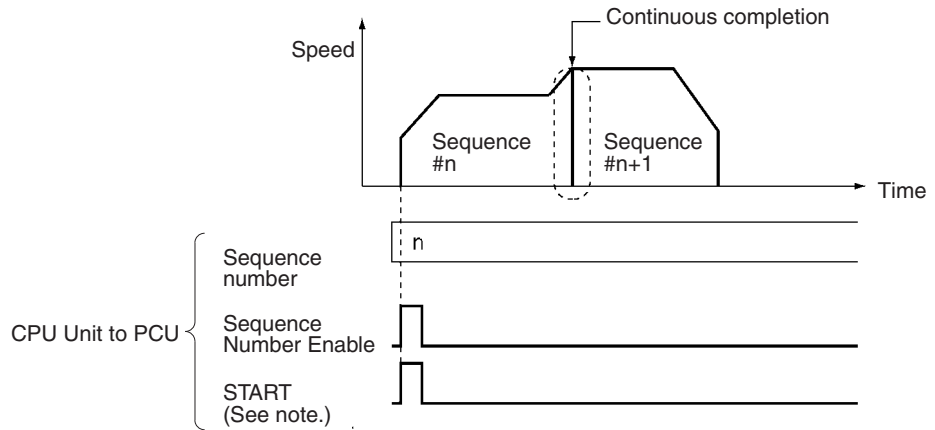 Continuous completion
Speed
Sequence
#n
Sequence
#n+1
Time
n
Sequence
number
CPU Unit to PCU
Sequence
Number Enable
START
(See note.)